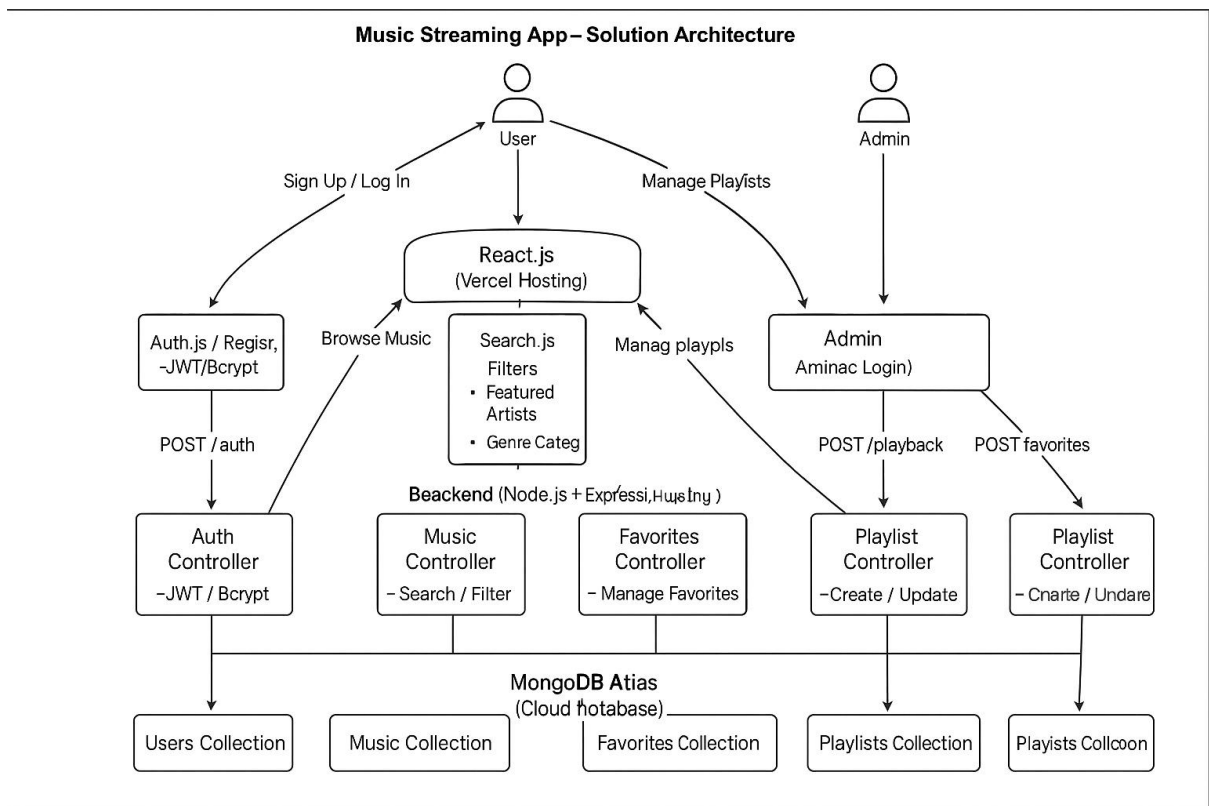 Music Streaming App – Solution Architecture
User
Admin
Sign Up / Log In
Manage Playlists
React.js
(Vercel Hosting)
Auth.js / Regisr,
-JWT/Bcrypt
Browse Music
Search.js
Filters
▪ Featured
Artists
▪ Genre Categ
Manag playpls
Admin
Aminac Login)
POST /auth
POST /playback
POST favorites
Beackend (Node.js + Expressi,
Auth
Controller
–JWT / Bcrypt
Music
Controller
– Search / Filter
Favorites
Controller
– Manage Favorites
Playlist
Controller
–Create / Update
Playlist
Controller
– Cnarte / Undare
MongoDB Atias
(Cloud hotabase)
Users Collection
Music Collection
Favorites Collection
Playlists Collection
Playists Collcoon